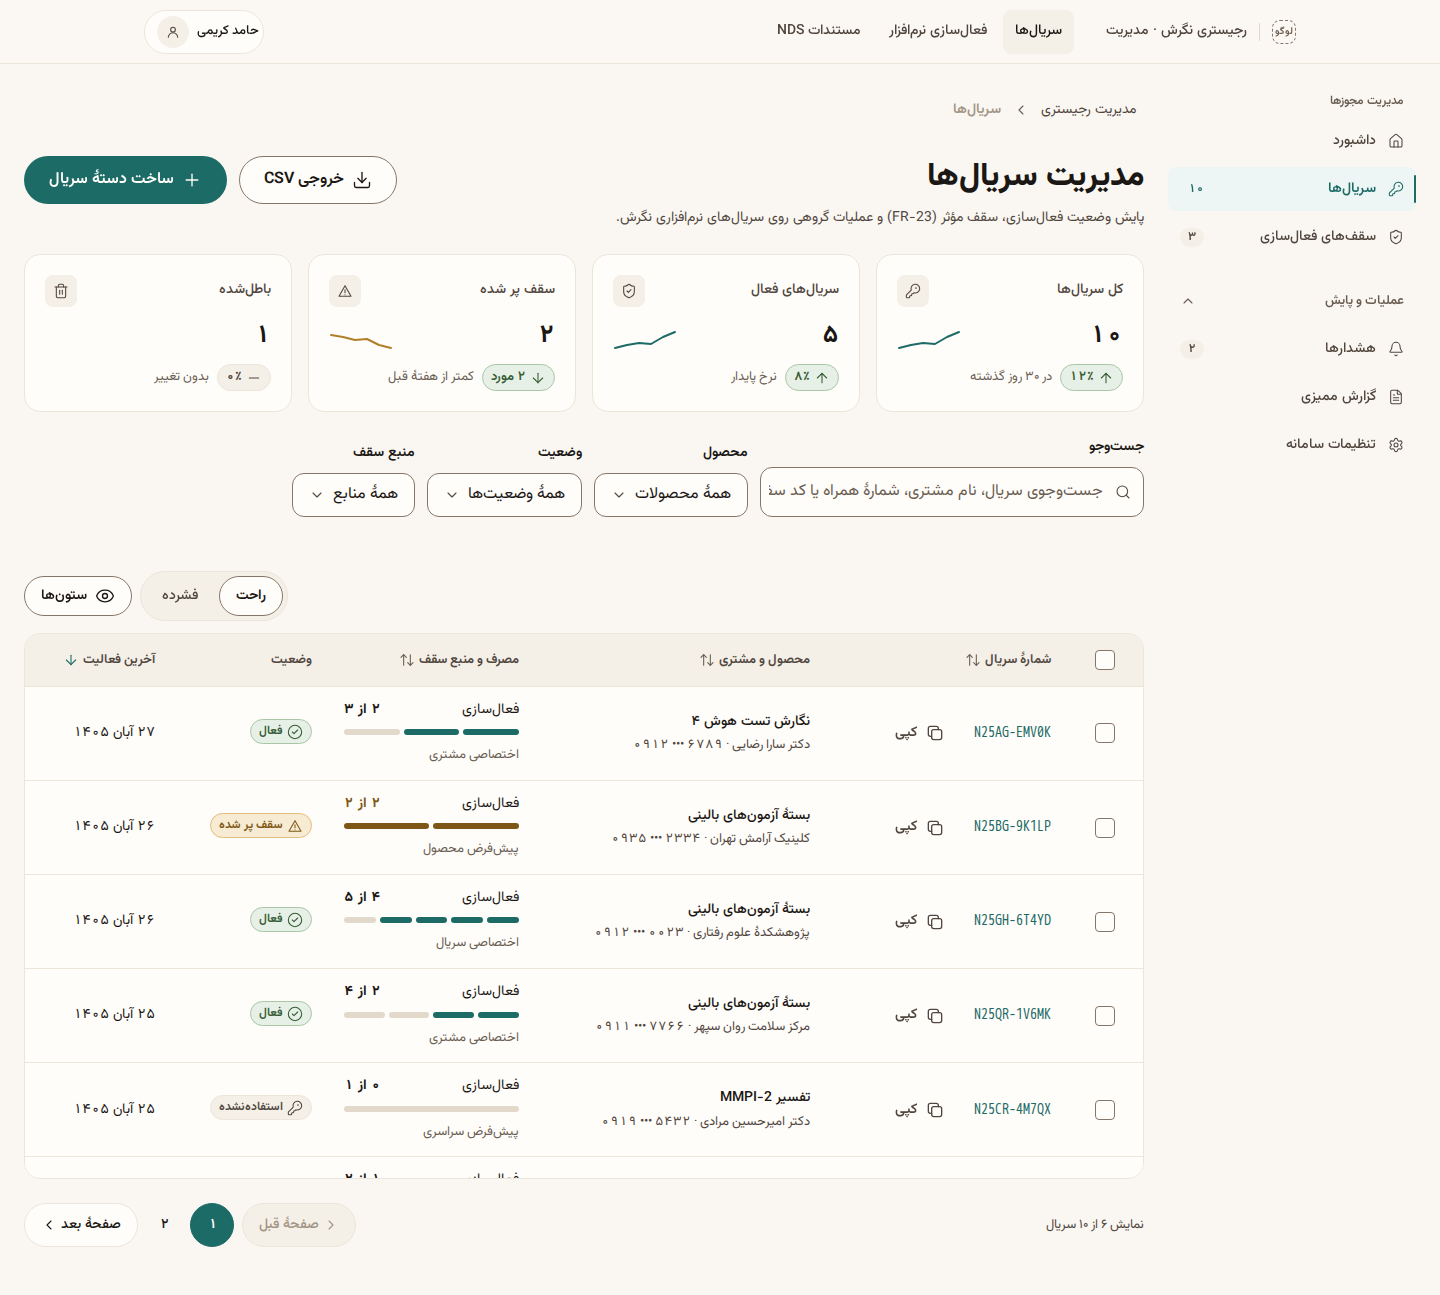 لوگو
رجیستری نگرش · مدیریت
سریال‌ها
فعال‌سازی نرم‌افزار
مستندات NDS
حامد کریمی
مدیریت مجوزها
داشبورد
سریال‌ها ۱۰
سقف‌های فعال‌سازی ۳
عملیات و پایش
هشدارها ۲
گزارش ممیزی
تنظیمات سامانه
مدیریت رجیستری
سریال‌ها
مدیریت سریال‌ها
پایش وضعیت فعال‌سازی، سقف مؤثر (FR-23) و عملیات گروهی روی سریال‌های نرم‌افزاری نگرش.
خروجی CSV
ساخت دستهٔ سریال
کل سریال‌ها
۱۰
۱۲٪ در ۳۰ روز گذشته
سریال‌های فعال
۵
۸٪ نرخ پایدار
سقف پر شده
۲
۲ مورد کمتر از هفتهٔ قبل
باطل‌شده
۱
۰٪ بدون تغییر
جست‌وجو
جست‌وجوی سریال، نام مشتری، شمارهٔ همراه یا کد
محصول
همهٔ محصولات
وضعیت
همهٔ وضعیت‌ها
منبع سقف
همهٔ منابع
راحت
فشرده
ستون‌ها
شمارهٔ سریال
محصول و مشتری
مصرف و منبع سقف
وضعیت
آخرین فعالیت
N25AG-EMV0K
کپی
نگارش تست هوش ۴
دکتر سارا رضایی · ۰۹۱۲ ••• ۶۷۸۹
فعال‌سازی ۲ از ۳
اختصاصی مشتری
فعال
۲۷ آبان ۱۴۰۵
N25BG-9K1LP
کپی
بستهٔ آزمون‌های بالینی
کلینیک آرامش تهران · ۰۹۳۵ ••• ۲۳۳۴
فعال‌سازی ۲ از ۲
پیش‌فرض محصول
سقف پر شده
۲۶ آبان ۱۴۰۵
N25GH-6T4YD
کپی
بستهٔ آزمون‌های بالینی
پژوهشکدهٔ علوم رفتاری · ۰۹۱۲ ••• ۰۰۲۳
فعال‌سازی ۴ از ۵
اختصاصی سریال
فعال
۲۶ آبان ۱۴۰۵
N25QR-1V6MK
کپی
بستهٔ آزمون‌های بالینی
مرکز سلامت روان سپهر · ۰۹۱۱ ••• ۷۷۶۶
فعال‌سازی ۲ از ۴
اختصاصی مشتری
فعال
۲۵ آبان ۱۴۰۵
N25CR-4M7QX
کپی
تفسیر MMPI-2
دکتر امیرحسین مرادی · ۰۹۱۹ ••• ۵۴۳۲
فعال‌سازی ۰ از ۱
پیش‌فرض سراسری
استفاده‌نشده
۲۵ آبان ۱۴۰۵
نمایش ۶ از ۱۰ سریال
صفحهٔ قبل
۱
۲
صفحهٔ بعد